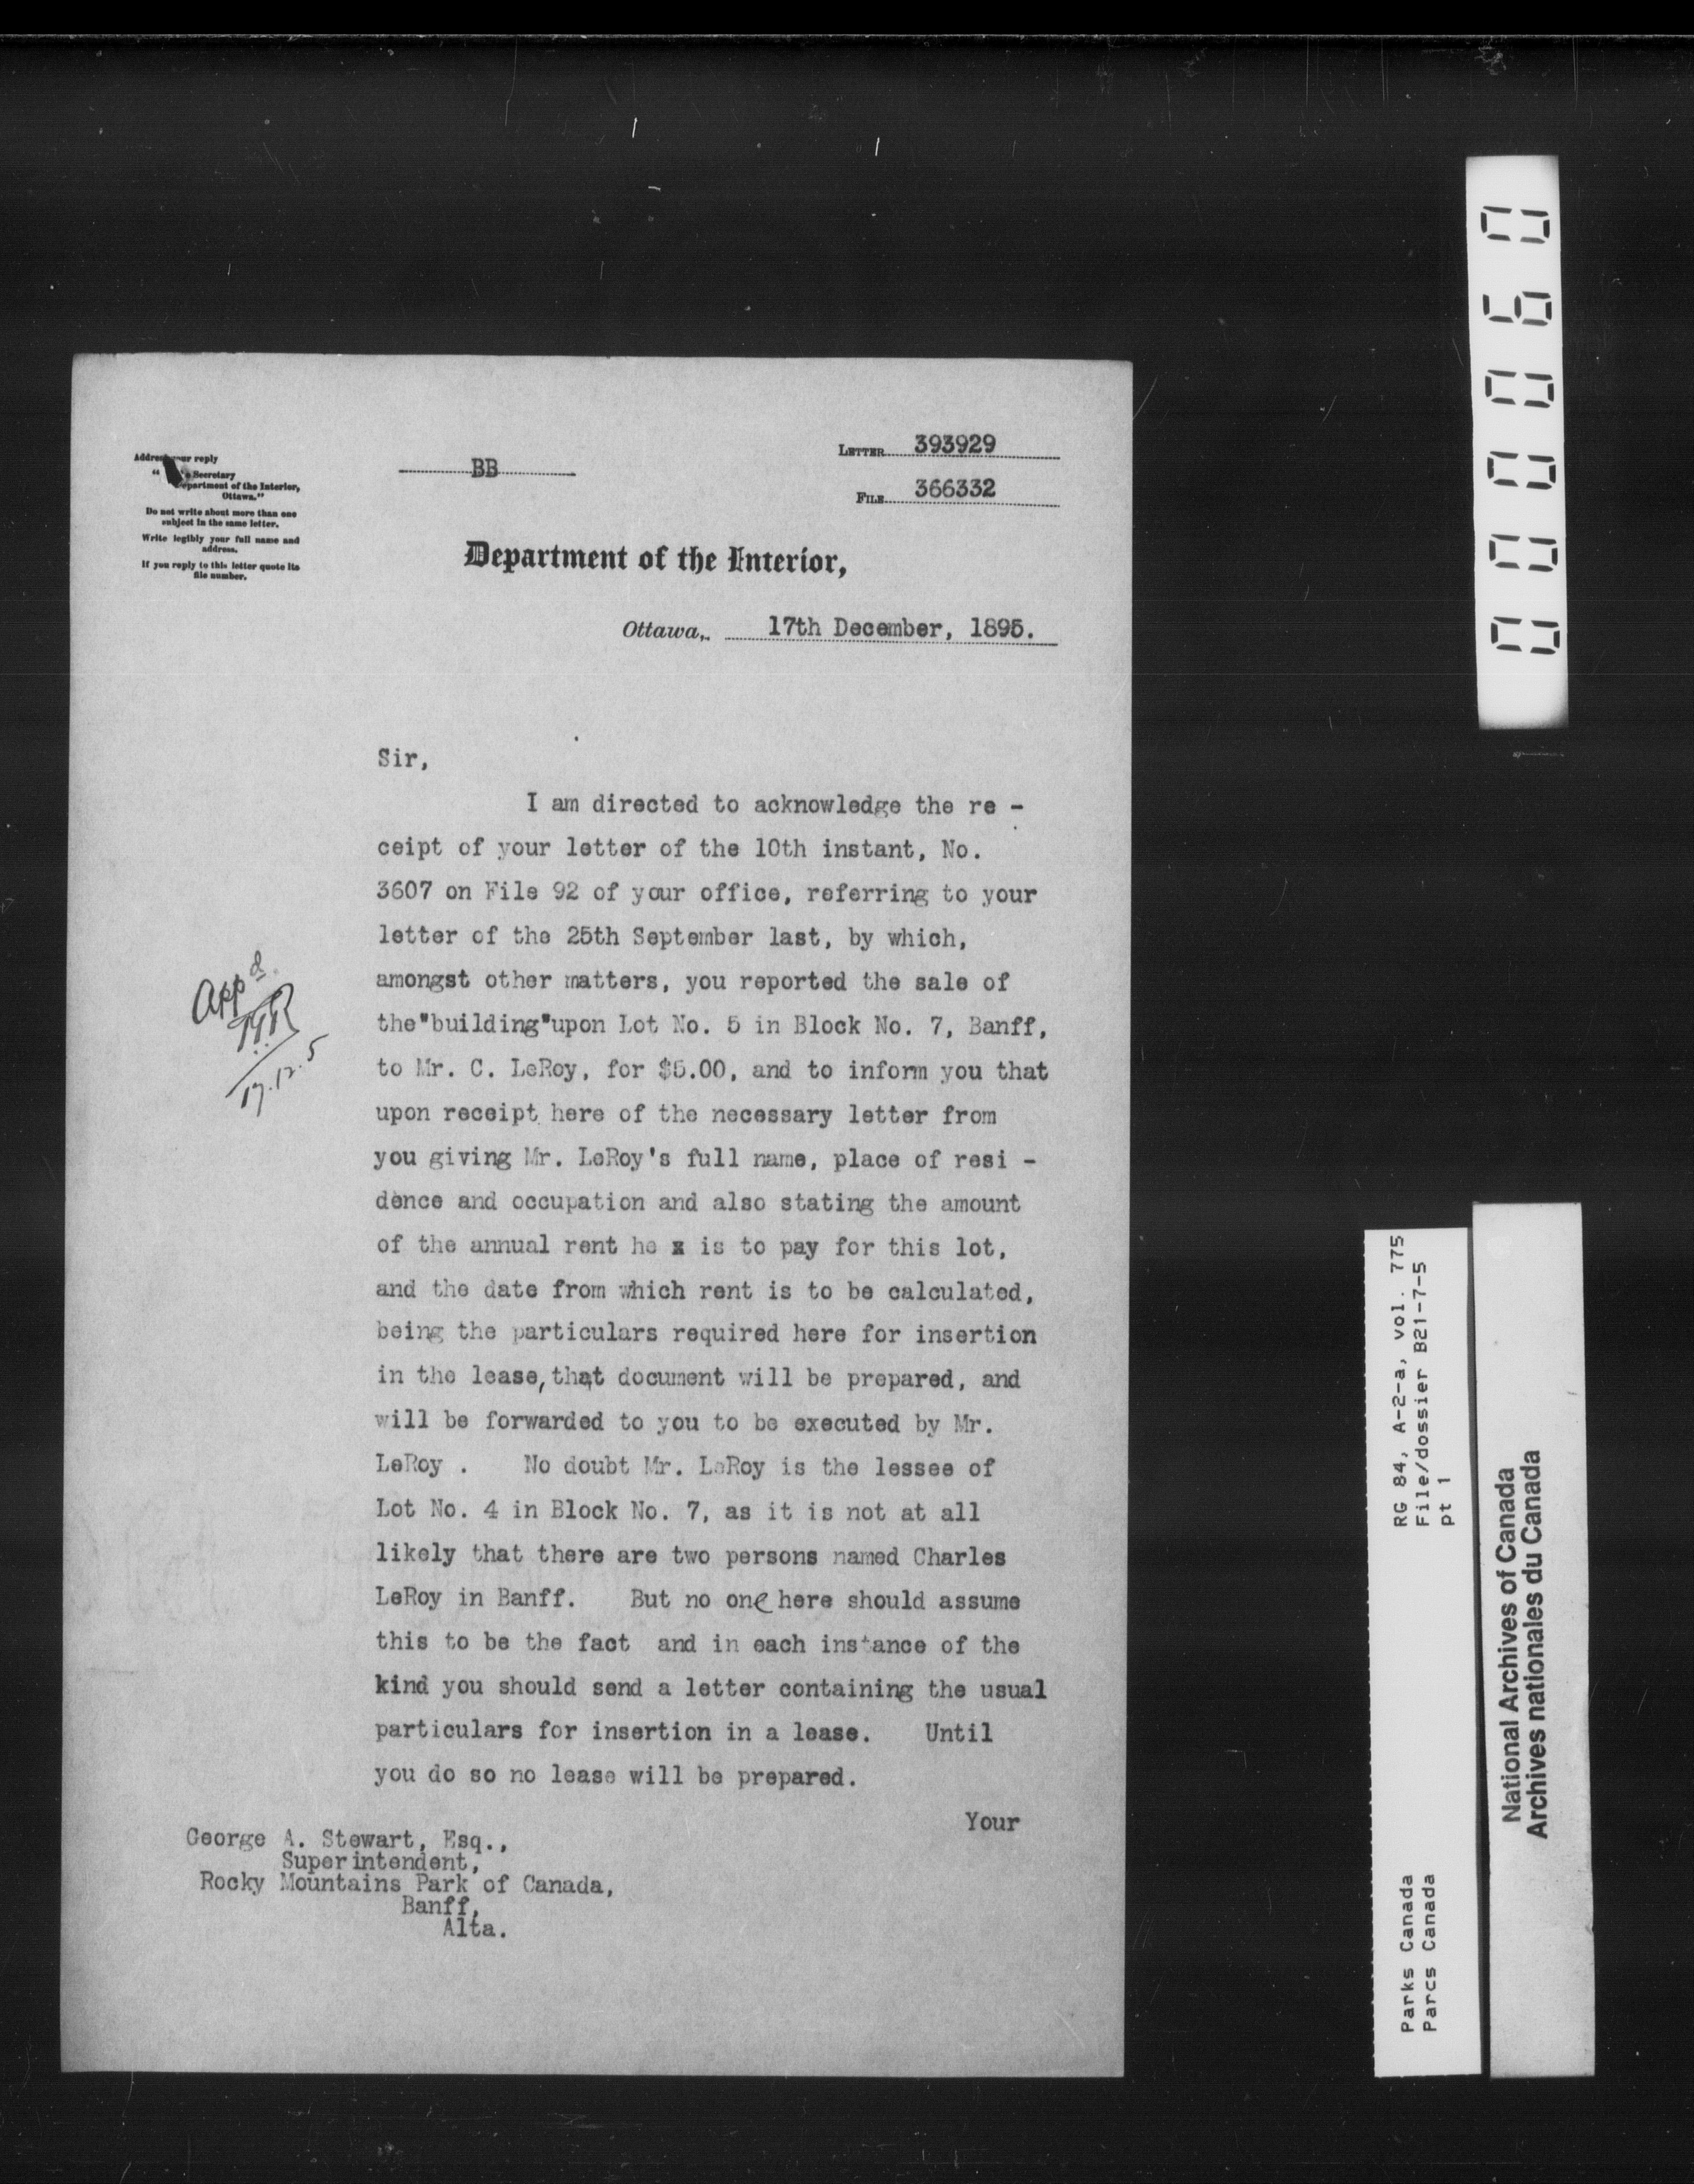 Address your reply
"The Secretary
Department of the Interior,
Ottawa."
Do not write about more than one
subject in the same letter.
Write legibly your full name and
address.
If you reply to this letter quote its
file number.
BB
LETTER 393929
FILE 366332
Department of the Interior,
Ottawa, 17th December, 1895.
Sir,
I am directed to acknowledge the re -
ceipt of your letter of the 10th instant, No.
3607 on File 92 of your office, referring to your
letter of the 25th September last, by which,
amongst other matters, you reported the sale of
the"building"upon Lot No. 5 in Block No. 7, Banff,
to Mr. C. LeRoy, for $5.00, and to inform you that
upon receipt here of the necessary letter from
you giving Mr. LeRoy's full name, place of resi -
dence and occupation and also stating the amount
of the annual rent he x is to pay for this lot,
and the date from which rent is to be calculated,
being the particulars required here for insertion
in the lease, that document will be prepared, and
will be forwarded to you to be executed by Mr.
LeRoy . No doubt Mr. LeRoy is the lessee of
Lot No. 4 in Block No. 7, as it is not at all
likely that there are two persons named Charles
LeRoy in Banff. But no one here should assume
this to be the fact and in each instance of the
kind you should send a letter containing the usual
particulars for insertion in a lease. Until
you do so no lease will be prepared.
Your
George A. Stewart, Esq.,
Superintendent,
Rocky Mountains Park of Canada,
Banff,
Alta.
Appd
17.12.5
000060
RG 84, A-2-a, vol. 775
File/dossier B21-7-5
pt 1
Parks Canada
Parcs Canada
National Archives of Canada
Archives nationales du Canada